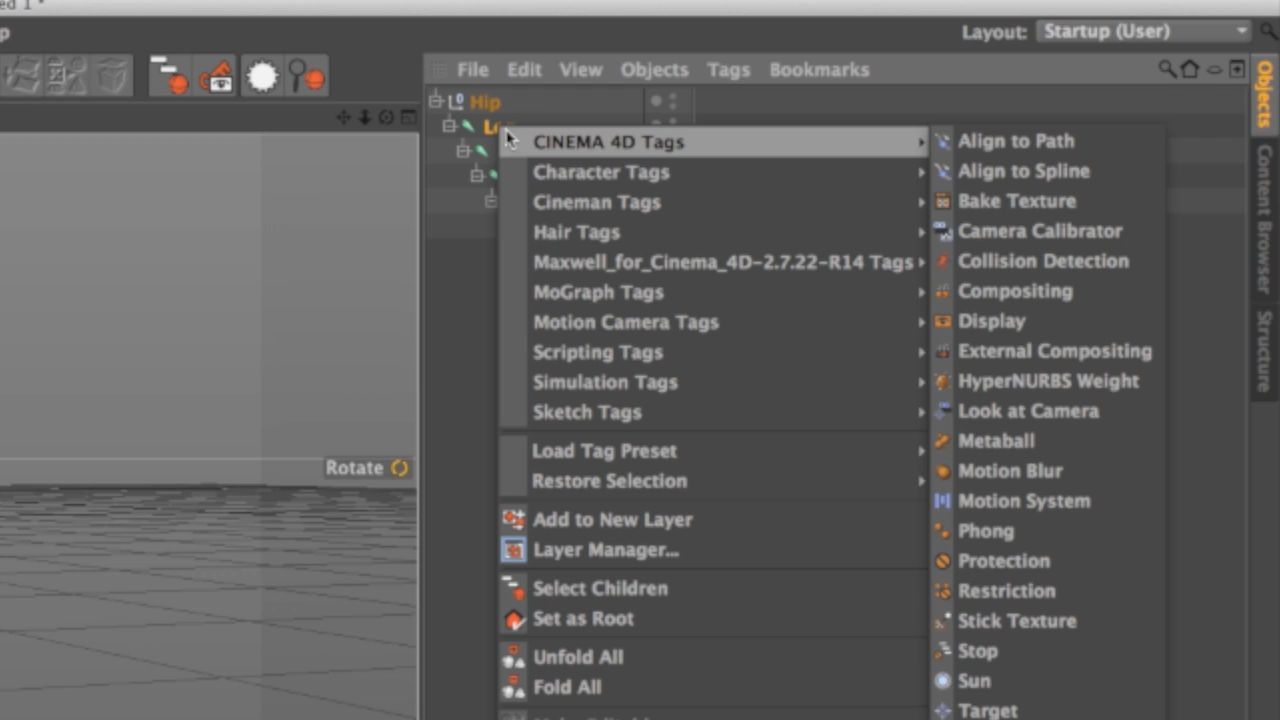 ed 1 *
p
Layout: Startup (User)
File Edit View Objects Tags Bookmarks
Hip
Objects
Content Browser
Structure
Rotate
CINEMA 4D Tags
Character Tags
Cineman Tags
Hair Tags
Maxwell_for_Cinema_4D-2.7.22-R14 Tags
MoGraph Tags
Motion Camera Tags
Scripting Tags
Simulation Tags
Sketch Tags
Load Tag Preset
Restore Selection
Add to New Layer
Layer Manager...
Select Children
Set as Root
Unfold All
Fold All
Align to Path
Align to Spline
Bake Texture
Camera Calibrator
Collision Detection
Compositing
Display
External Compositing
HyperNURBS Weight
Look at Camera
Metaball
Motion Blur
Motion System
Phong
Protection
Restriction
Stick Texture
Stop
Sun
Target